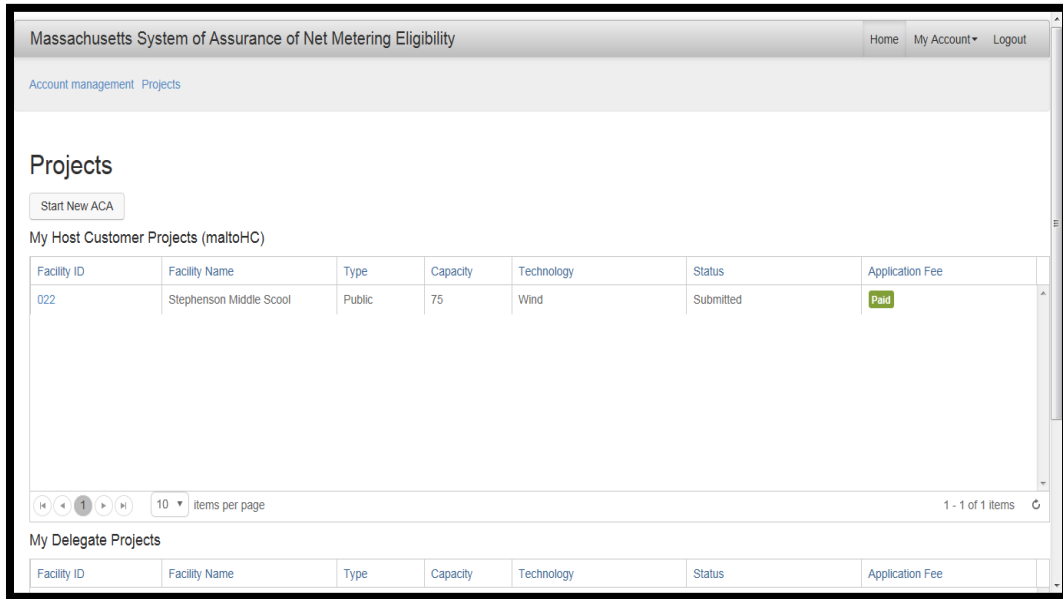 Massachusetts System of Assurance of Net Metering Eligibility Home My Account Logout
Account management Projects
Projects
Start New ACA
My Host Customer Projects (maltoHC)
Facility ID Facility Name Type Capacity Technology Status Application Fee
022 Stephenson Middle Scool Public 75 Wind Submitted Paid
1 10 items per page 1 - 1 of 1 items
My Delegate Projects
Facility ID Facility Name Type Capacity Technology Status Application Fee